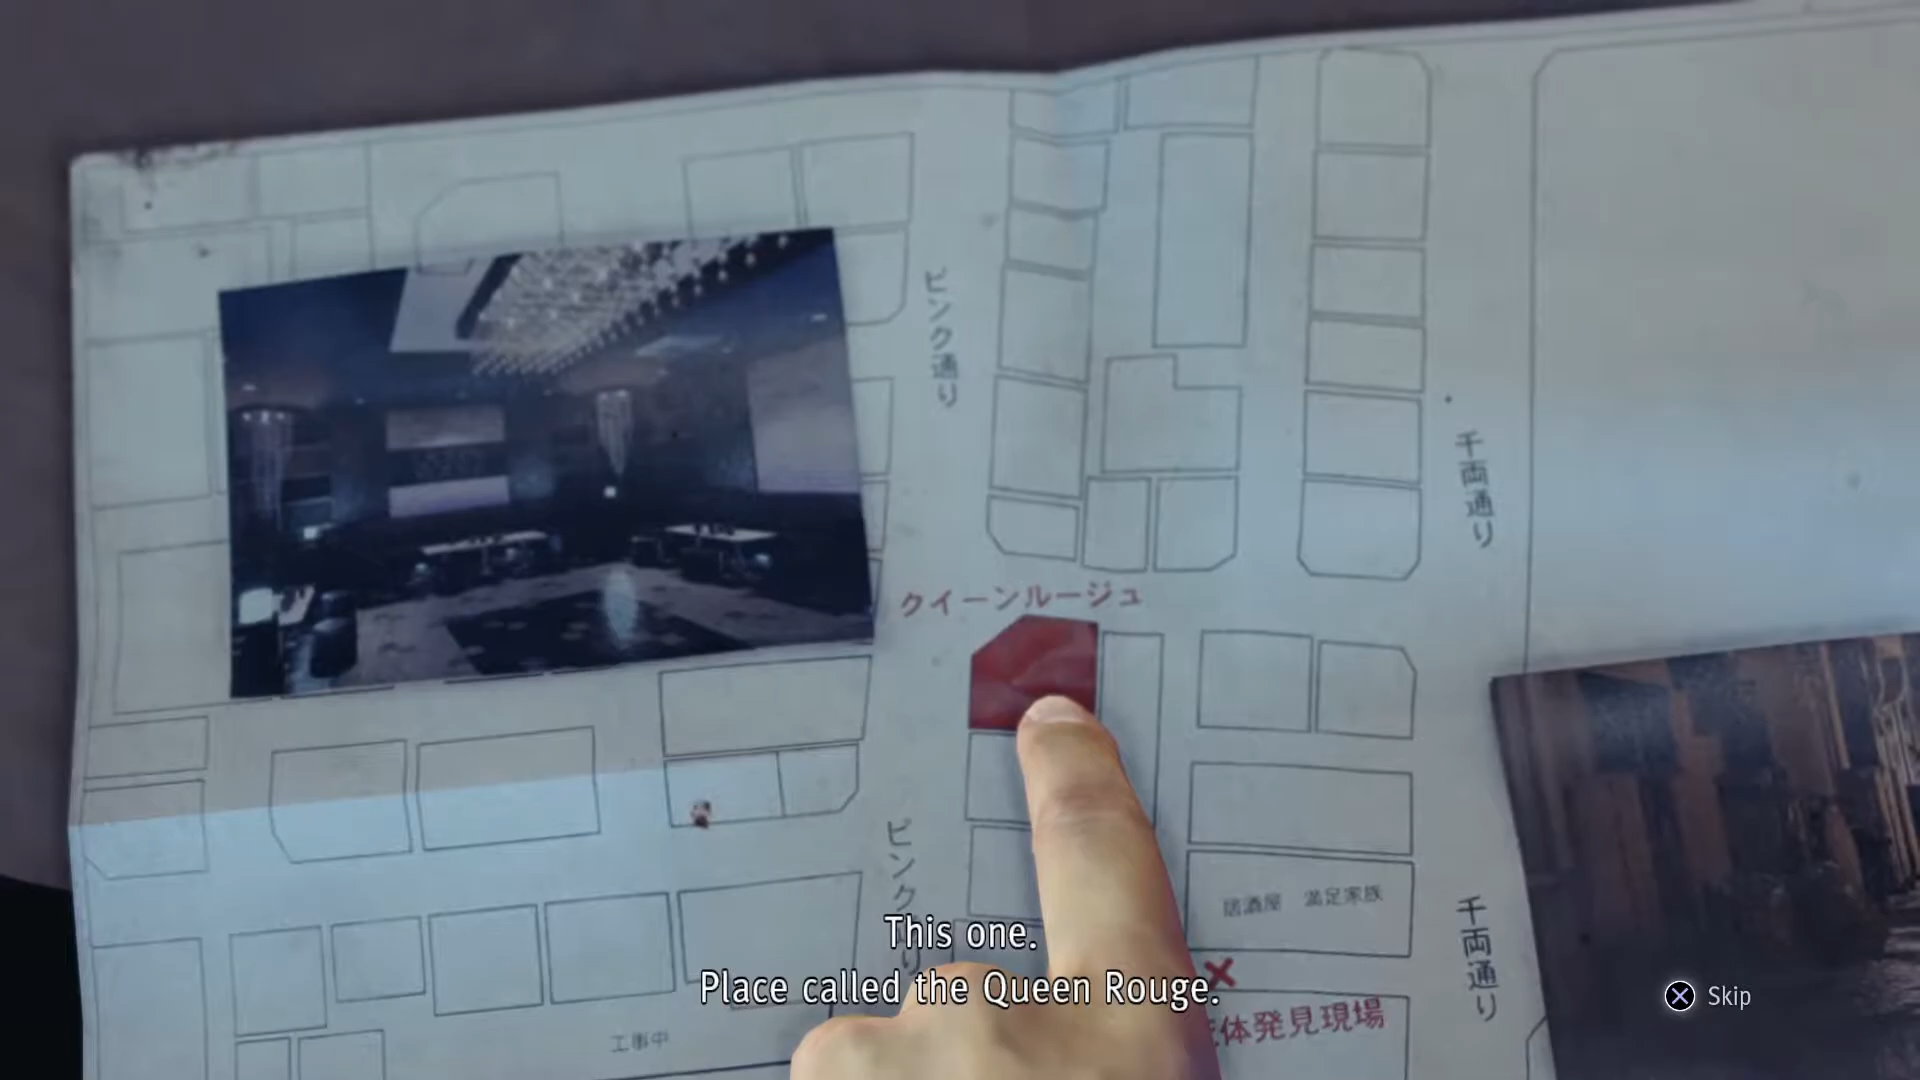 ピンク通り
千両通り
クイーンルージュ
ピンク通り
居酒屋 満足家族
千両通り
This one.
Place called the Queen Rouge.
Skip
体発見現場
工事中